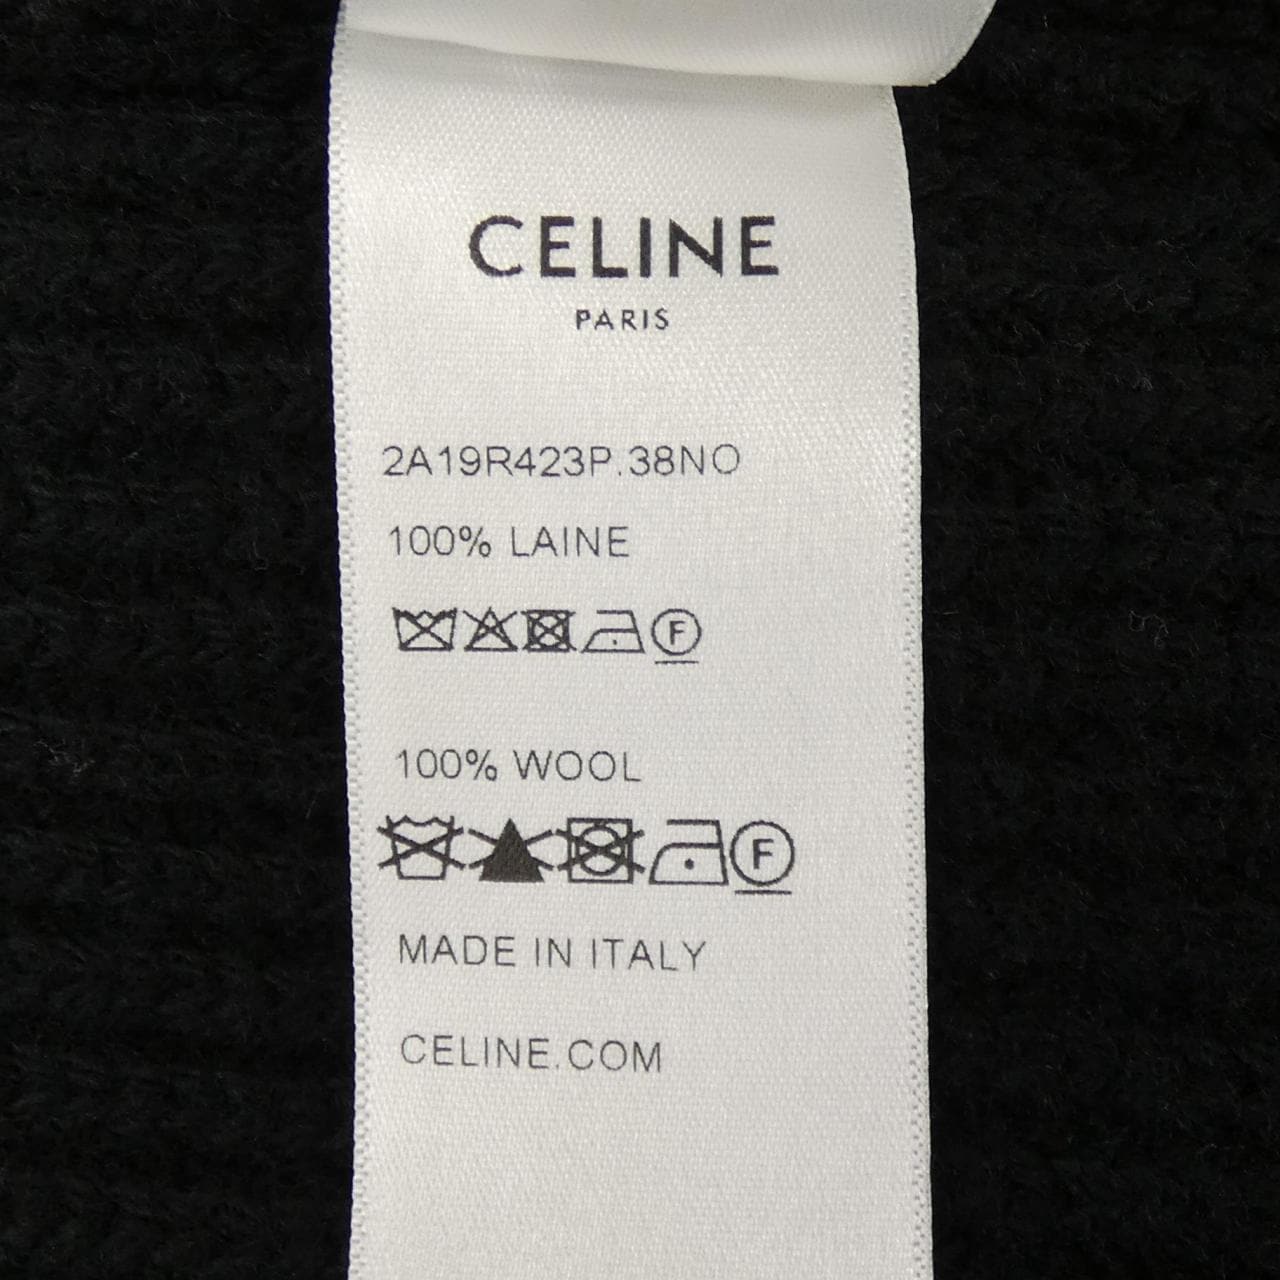 CELINE
PARIS
2A19R423P.38NO
100% LAINE
F
100% WOOL
F
MADE IN ITALY
CELINE.COM